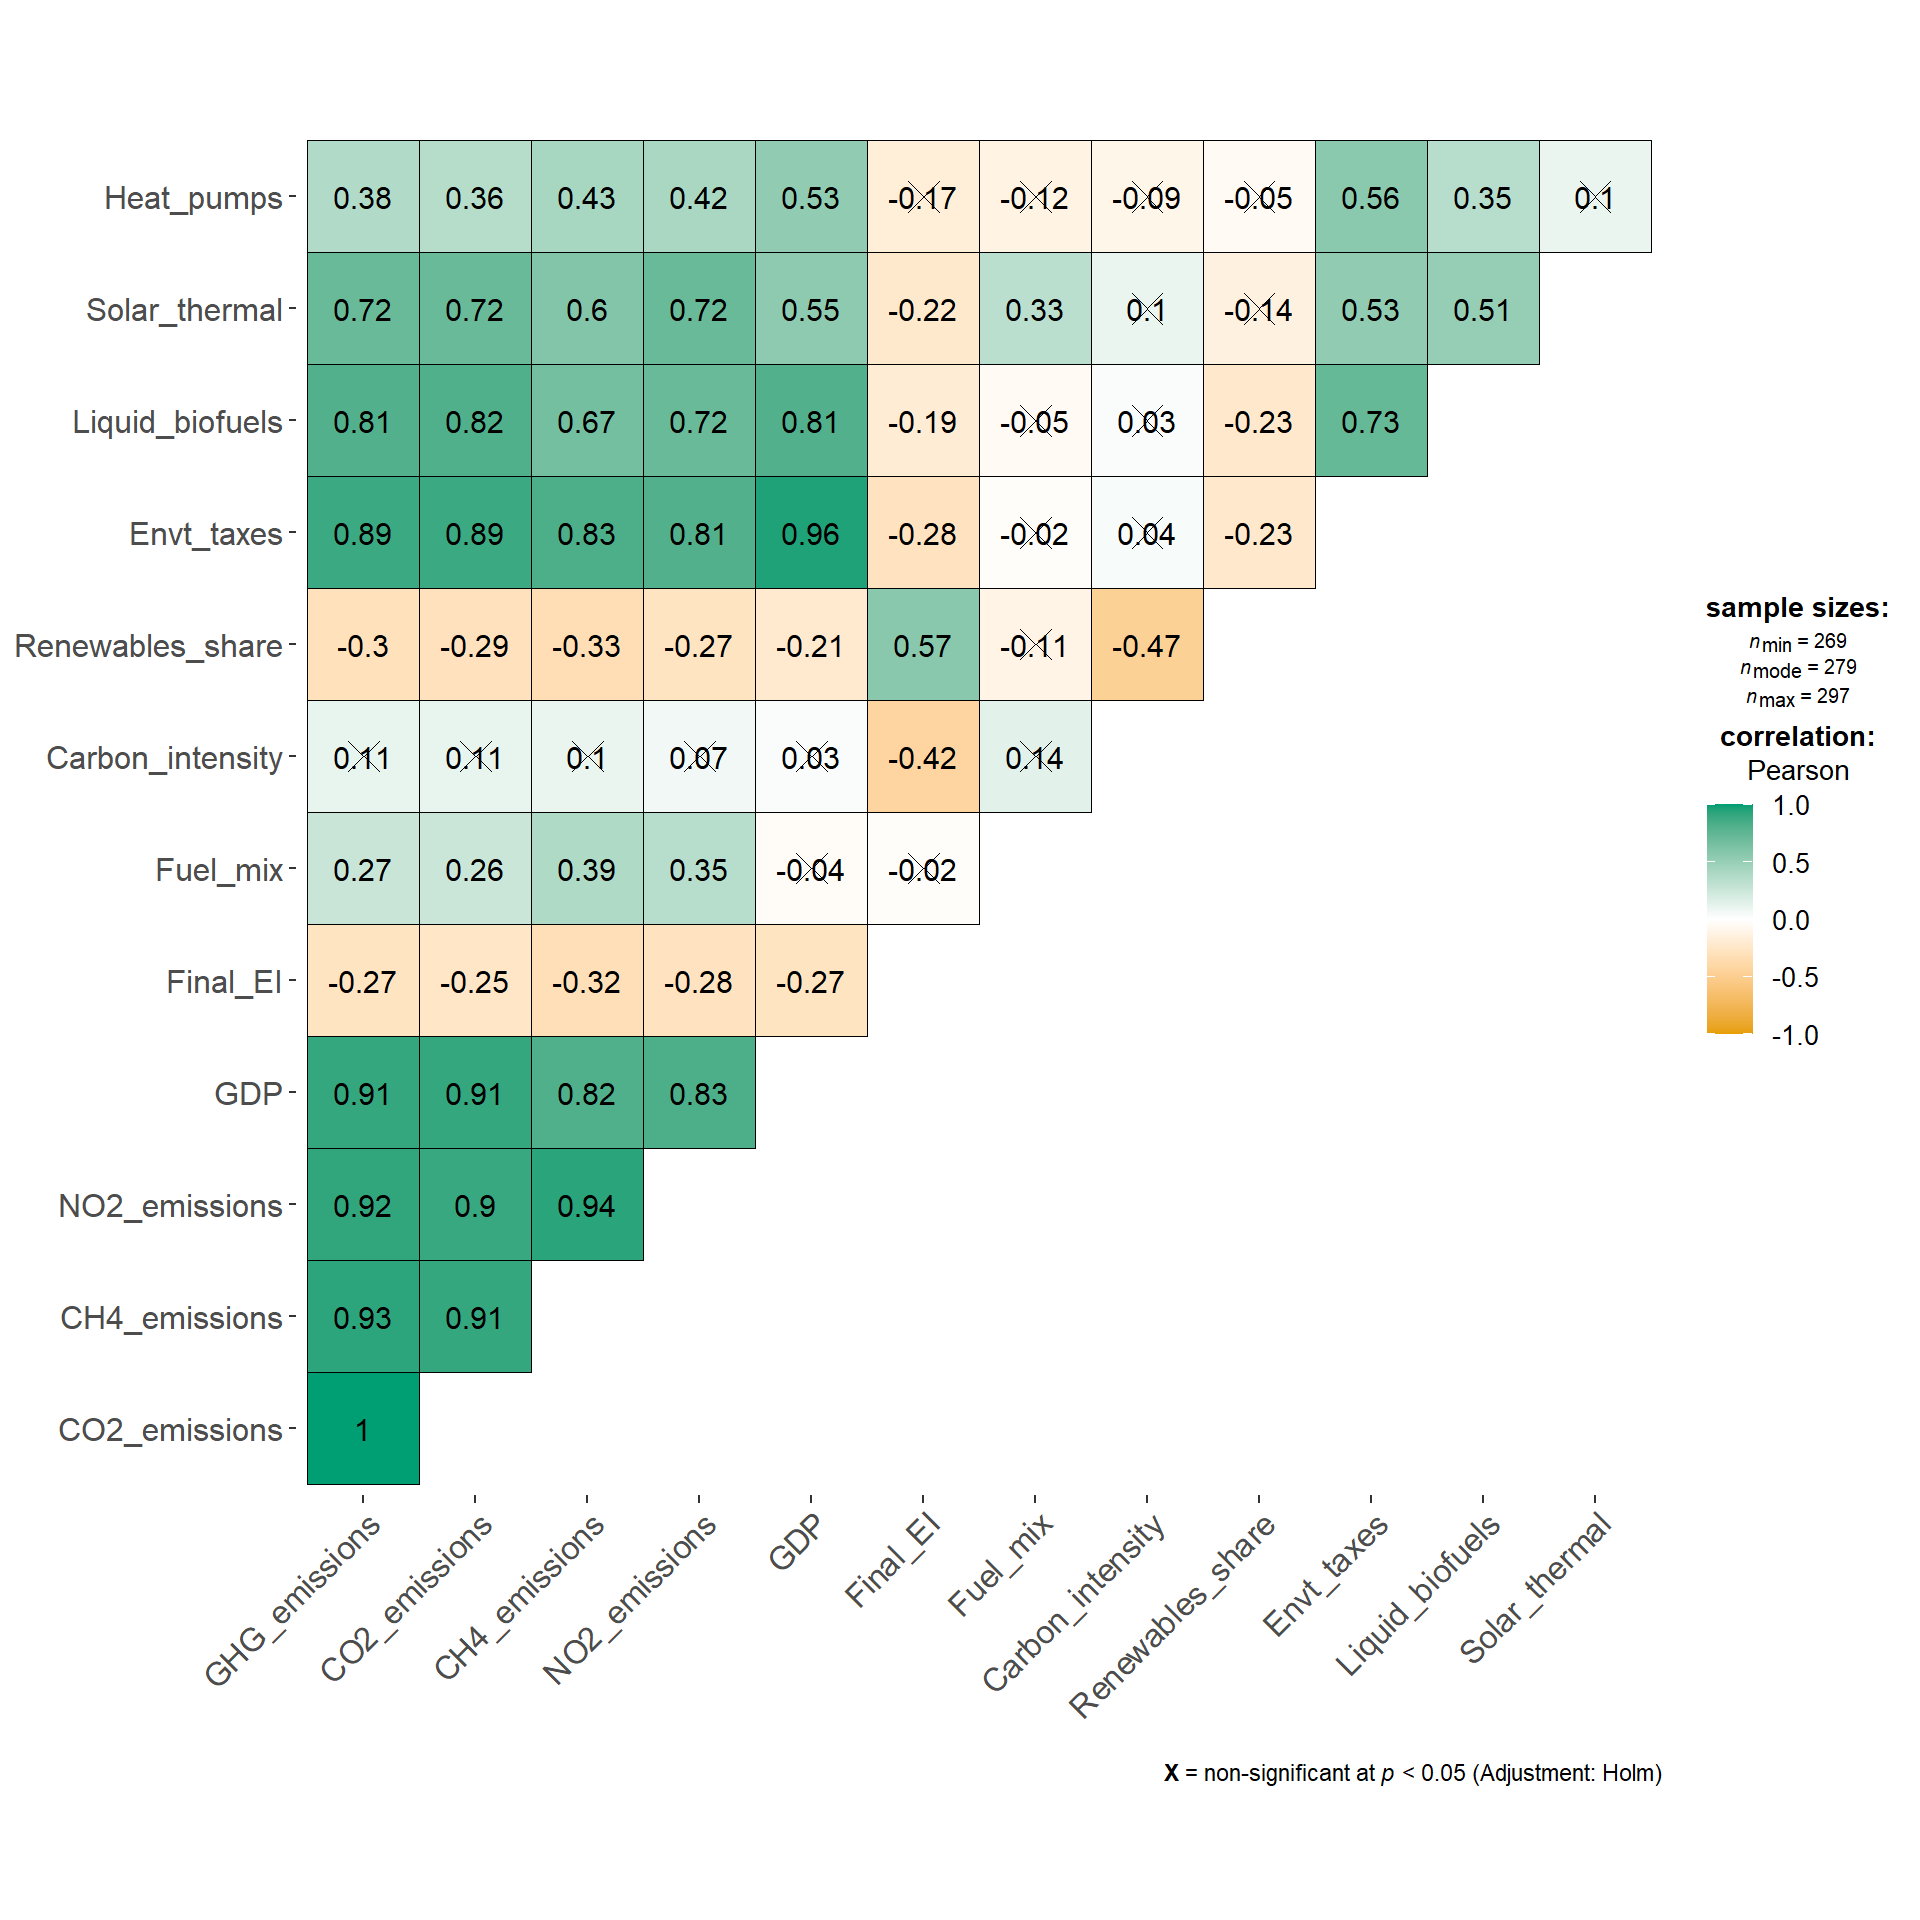 Heat_pumps 0.38 0.36 0.43 0.42 0.53 -0.17 -0.12 -0.09 -0.05 0.56 0.35 0.1
Solar_thermal 0.72 0.72 0.6 0.72 0.55 -0.22 0.33 0.1 -0.14 0.53 0.51
Liquid_biofuels 0.81 0.82 0.67 0.72 0.81 -0.19 -0.05 0.03 -0.23 0.73
Envt_taxes 0.89 0.89 0.83 0.81 0.96 -0.28 -0.02 0.04 -0.23
Renewables_share -0.3 -0.29 -0.33 -0.27 -0.21 0.57 -0.11 -0.47
Carbon_intensity 0.11 0.11 0.1 0.07 0.03 -0.42 0.14
Fuel_mix 0.27 0.26 0.39 0.35 -0.04 -0.02
Final_EI -0.27 -0.25 -0.32 -0.28 -0.27
GDP 0.91 0.91 0.82 0.83
NO2_emissions 0.92 0.9 0.94
CH4_emissions 0.93 0.91
CO2_emissions 1
GHG_emissions
CO2_emissions
CH4_emissions
NO2_emissions
GDP
Final_EI
Fuel_mix
Carbon_intensity
Renewables_share
Envt_taxes
Liquid_biofuels
Solar_thermal
sample sizes:
nmin = 269
nmode = 279
nmax = 297
correlation:
Pearson
1.0
0.5
0.0
-0.5
-1.0
X = non-significant at p < 0.05 (Adjustment: Holm)